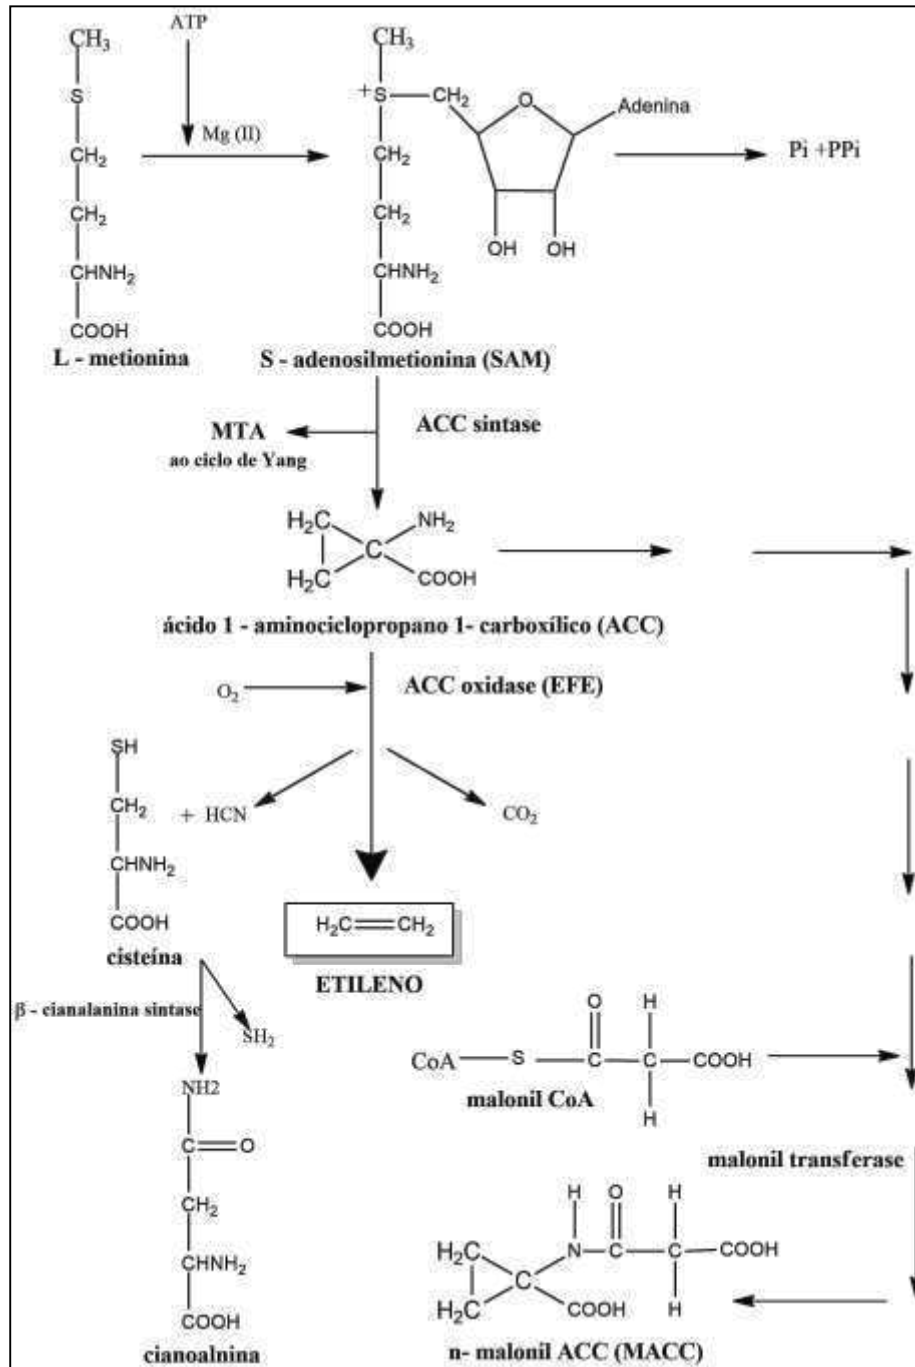 ATP
CH3
CH3
S
Mg (II)
+S
CH2
O
Adenina
Pi +PPi
CH2
CH2
CH2
CH2
CHNH2
CHNH2
OH
OH
COOH
COOH
L - metionina
S - adenosilmetionina (SAM)
MTA
ACC sintase
ao ciclo de Yang
H2C
NH2
C
H2C
COOH
ácido 1 - aminociclopropano 1- carboxílico (ACC)
O2
ACC oxidase (EFE)
SH
CH2
+ HCN
CO2
CHNH2
COOH
H2C
CH2
cisteína
ETILENO
β - cianalanina sintase
SH2
O
H
CoA
S
C
C
COOH
H
malonil CoA
NH2
C
O
malonil transferase
CH2
H
O
H
H2C
N
C
C
COOH
CHNH2
C
H2C
COOH
H
COOH
cianoalnina
n- malonil ACC (MACC)